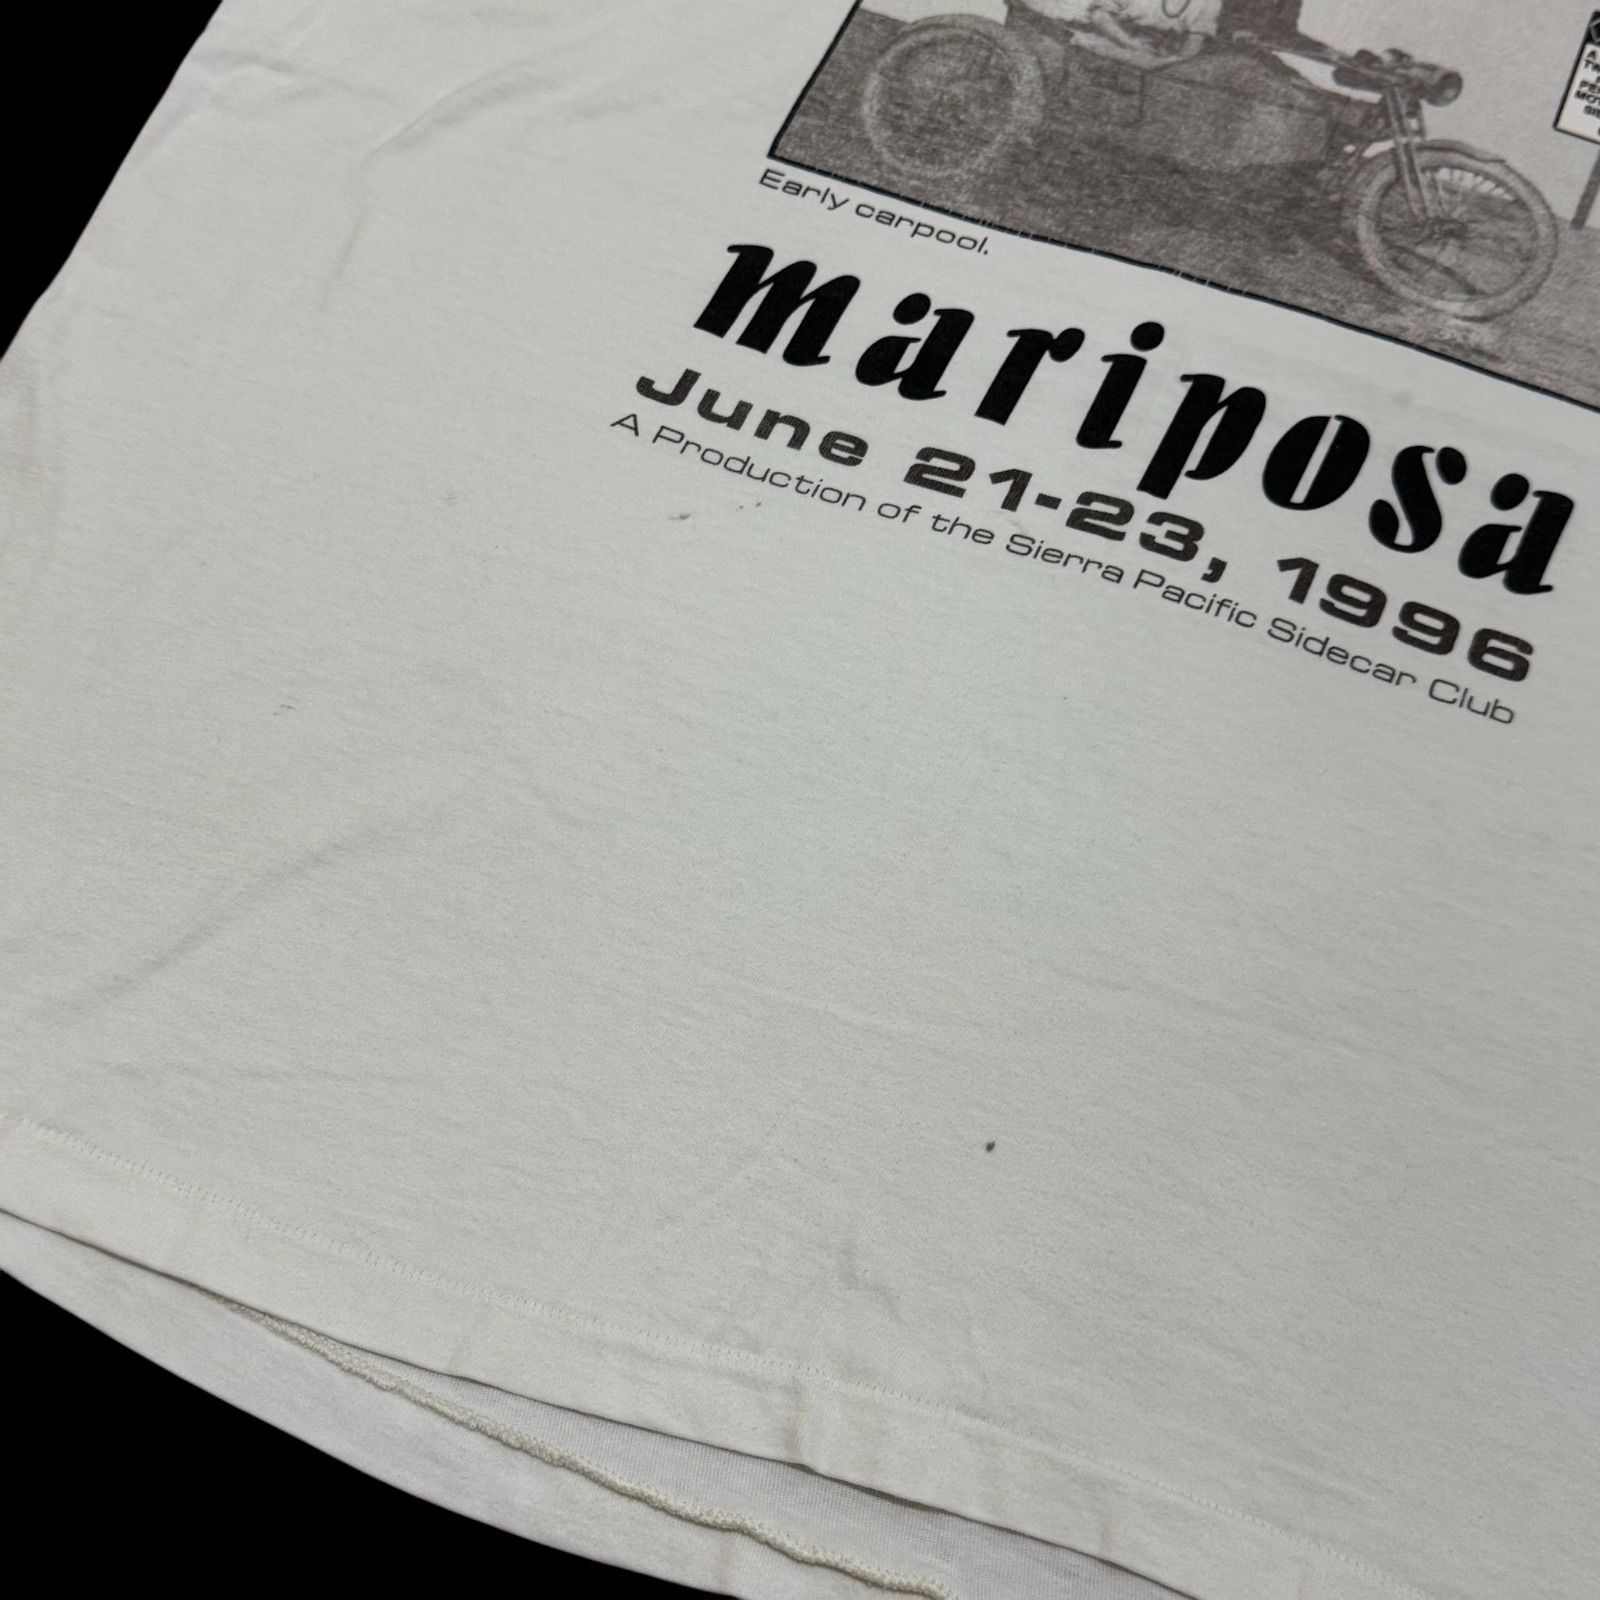 Early carpool.
mariposa
June 21-23, 1996
A Production of the Sierra Pacific Sidecar Club